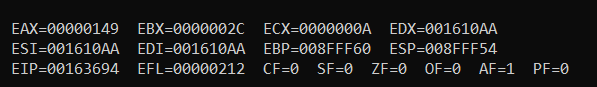 EAX=00000149  EBX=0000002C  ECX=0000000A  EDX=001610AA
ESI=001610AA  EDI=001610AA  EBP=008FFF60  ESP=008FFF54
EIP=00163694  EFL=00000212  CF=0  SF=0  ZF=0  OF=0  AF=1  PF=0